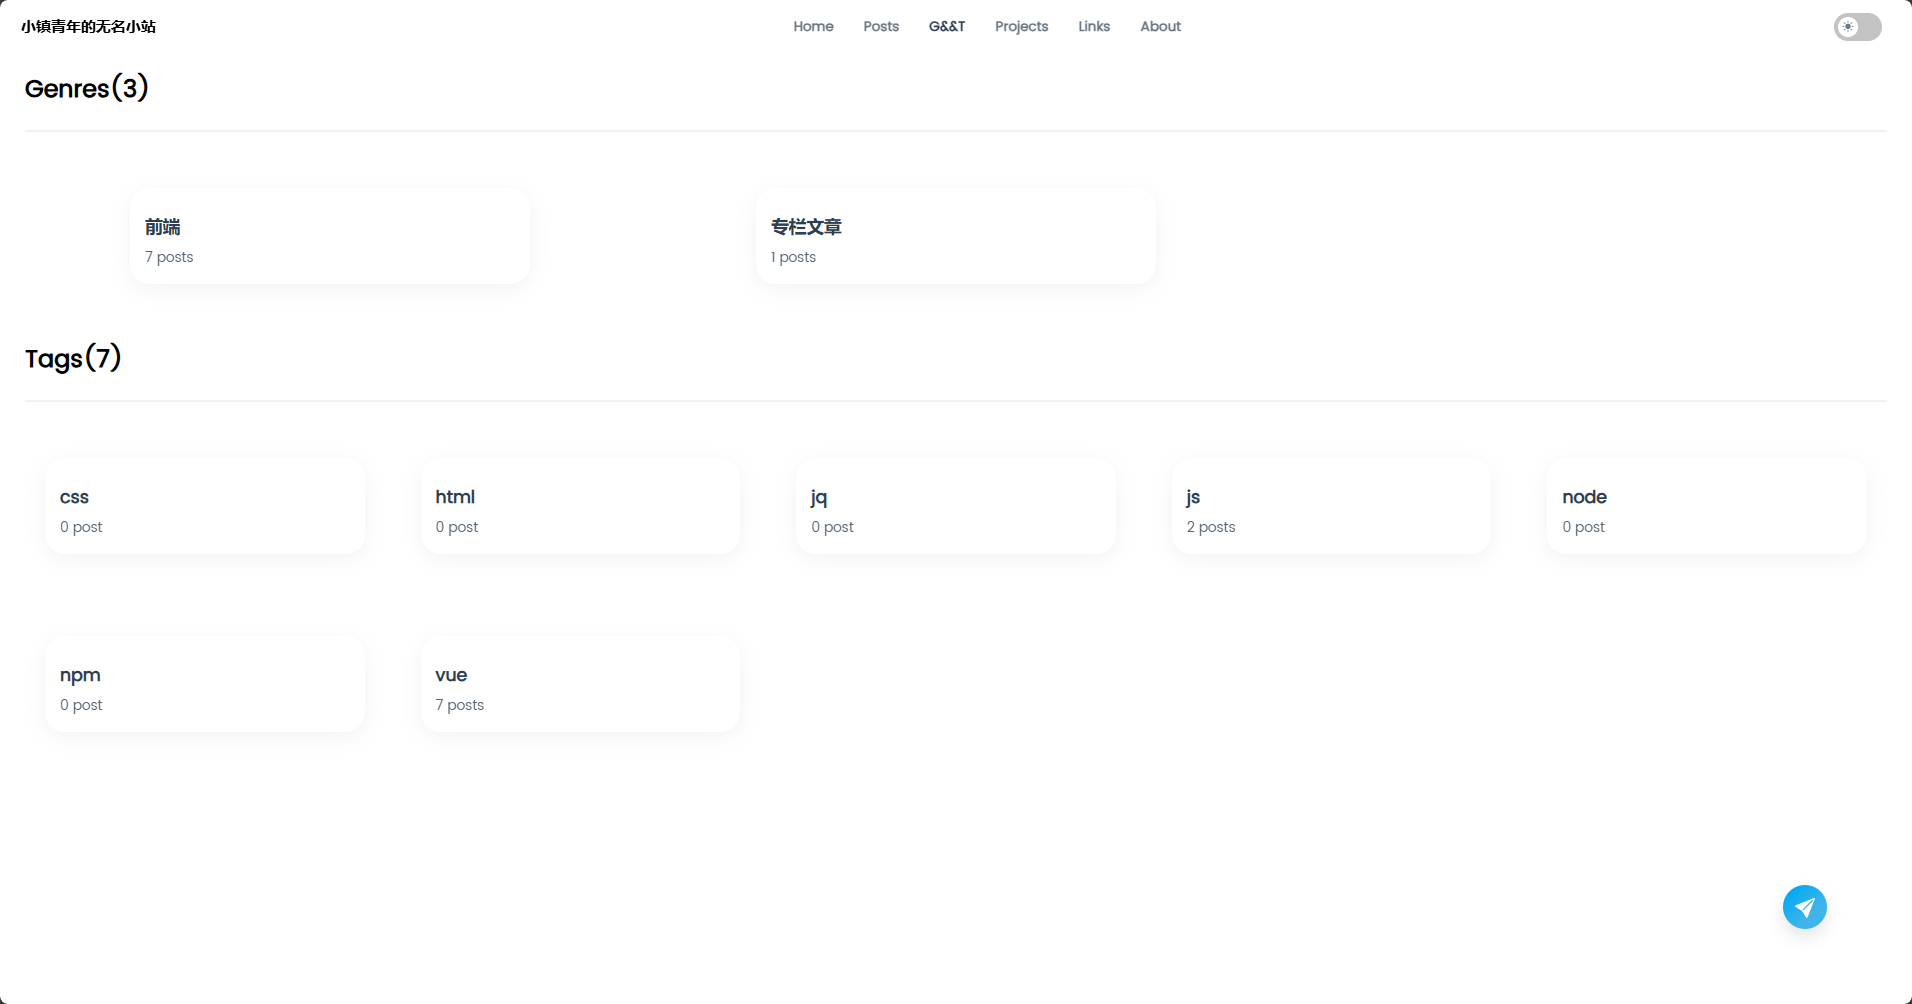 小镇青年的无名小站
Home Posts G&&T Projects Links About
Genres(3)
前端
7 posts
专栏文章
1 posts
Tags(7)
css
0 post
html
0 post
jq
0 post
js
2 posts
node
0 post
npm
0 post
vue
7 posts